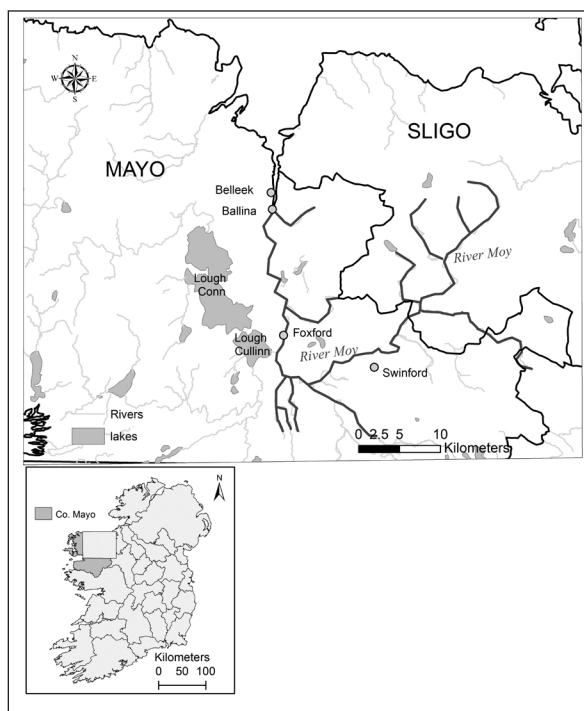 N
W E
S
SLIGO
MAYO
Belleek
Ballina
River Moy
Lough
Conn
Foxford
Lough
Cullinn
River Moy
Swinford
Rivers
lakes
0 2.5 5 10
Kilometers
N
Co. Mayo
Kilometers
0 50 100